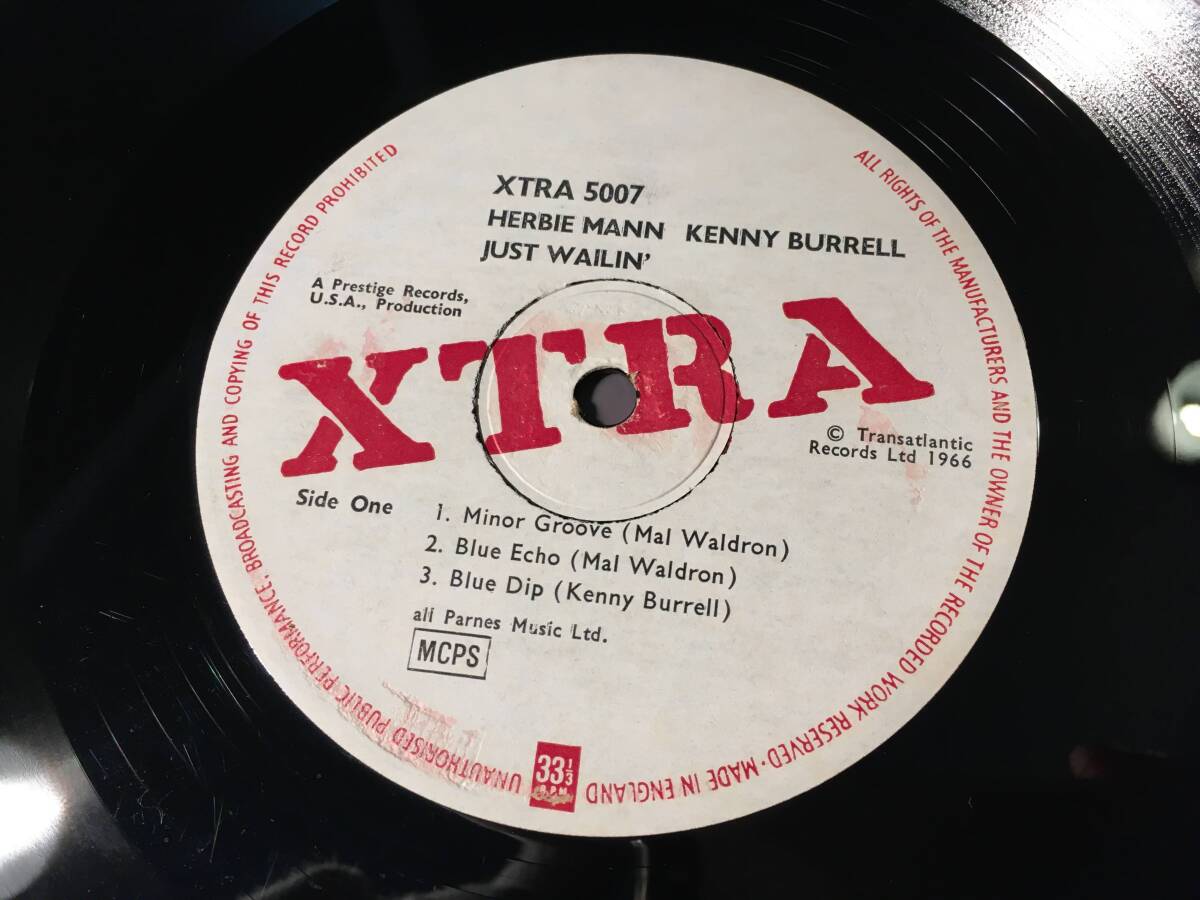 XTRA 5007
HERBIE MANN KENNY BURRELL
JUST WAILIN'
A Prestige Records,
U.S.A., Production
XTRA
© Transatlantic
Records Ltd 1966
Side One
1. Minor Groove (Mal Waldron)
2. Blue Echo (Mal Waldron)
3. Blue Dip (Kenny Burrell)
all Parnes Music Ltd.
MCPS
ALL RIGHTS OF THE MANUFACTURERS AND THE OWNER OF THE RECORDED WORK RESERVED · MADE IN ENGLAND
33 1/3
R.P.M.
UNAUTHORISED PUBLIC PERFORMANCE, BROADCASTING AND COPYING OF THIS RECORD PROHIBITED